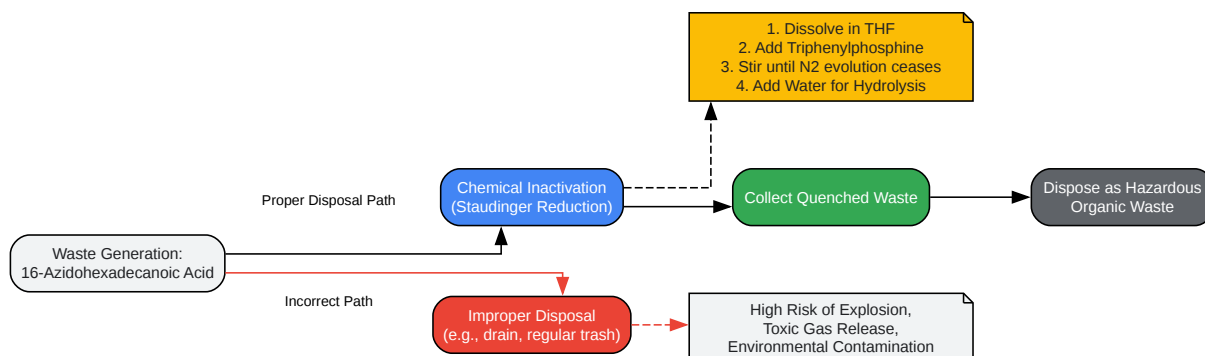 1. Dissolve in THF
2. Add Triphenylphosphine
3. Stir until N2 evolution ceases
4. Add Water for Hydrolysis
Proper Disposal Path
Chemical Inactivation
(Staudinger Reduction)
Collect Quenched Waste
Dispose as Hazardous
Organic Waste
Waste Generation:
16-Azidohexadecanoic Acid
Incorrect Path
Improper Disposal
(e.g., drain, regular trash)
High Risk of Explosion,
Toxic Gas Release,
Environmental Contamination